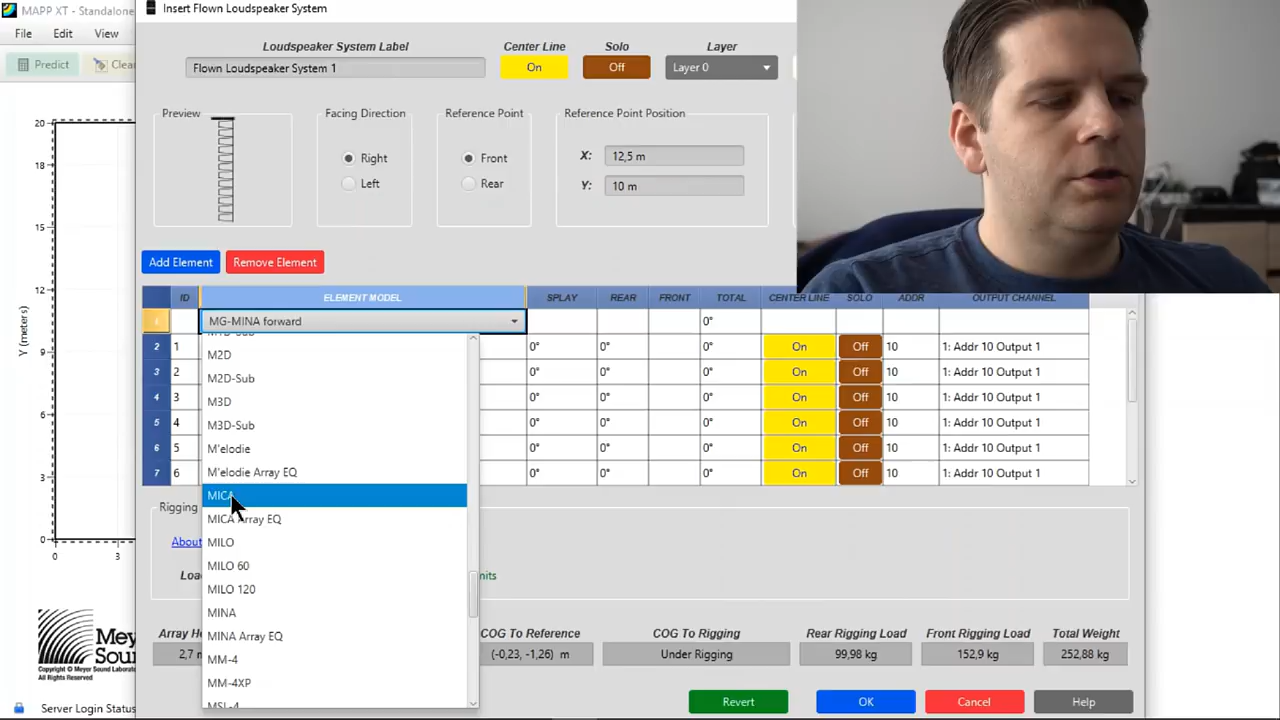 MAPP XT - Standalone
Insert Flown Loudspeaker System
File Edit View
Predict
Clear
Loudspeaker System Label
Center Line
Solo
Layer
Flown Loudspeaker System 1
On
Off
Layer 0
Preview
Facing Direction
Reference Point
Reference Point Position
Right
Left
Front
Rear
X: 12,5 m
Y: 10 m
20
18
15
12
9
6
3
0
0
3
Y (meters)
Add Element
Remove Element
ID ELEMENT MODEL SPLAY REAR FRONT TOTAL CENTER LINE SOLO ADDR OUTPUT CHANNEL
1 MG-MINA forward 0°
2 1 0° 0° 0° On Off 10 1: Addr 10 Output 1
3 2 0° 0° 0° On Off 10 1: Addr 10 Output 1
4 3 0° 0° 0° On Off 10 1: Addr 10 Output 1
5 4 0° 0° 0° On Off 10 1: Addr 10 Output 1
6 5 0° 0° 0° On Off 10 1: Addr 10 Output 1
7 6 0° 0° 0° On Off 10 1: Addr 10 Output 1
M2D
M2D-Sub
M3D
M3D-Sub
M'elodie
M'elodie Array EQ
MICA
MICA Array EQ
MILO
MILO 60
MILO 120
MINA
MINA Array EQ
MM-4
MM-4XP
MSL-4
Rigging
About
Array He
COG To Reference
COG To Rigging
Rear Rigging Load
Front Rigging Load
Total Weight
2,7 m
(-0,23, -1,26) m
Under Rigging
99,98 kg
152,9 kg
252,88 kg
Revert
OK
Cancel
Help
Meyer
Sound
Server Login Status